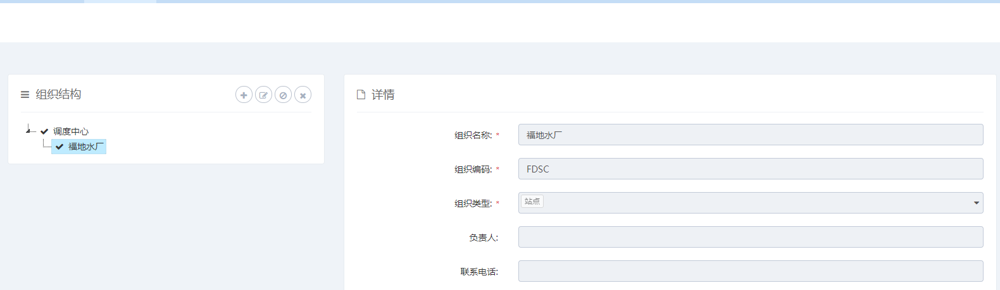 组织结构
调度中心
福地水厂
详情
组织名称: *
福地水厂
组织编码: *
FDSC
组织类型: *
站点
负责人:
联系电话: